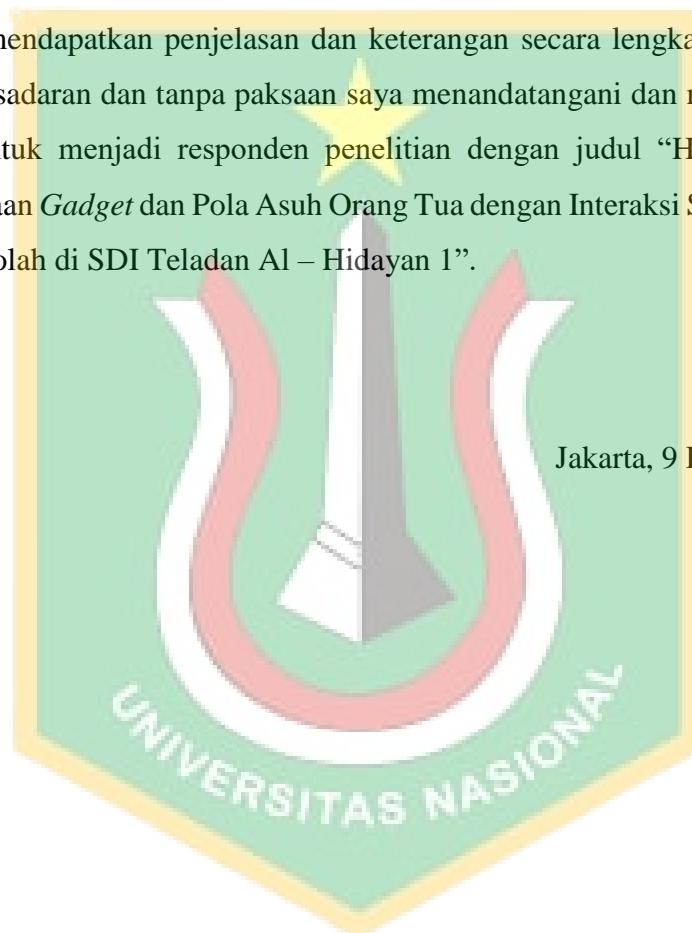 mendapatkan penjelasan dan keterangan secara lengka
sadaran dan tanpa paksaan saya menandatangani dan
tuk menjadi responden penelitian dengan judul “H
aan Gadget dan Pola Asuh Orang Tua dengan Interaksi S
olah di SDI Teladan Al – Hidayan 1”.
Jakarta, 9
UNIVERSITAS NASIONAL